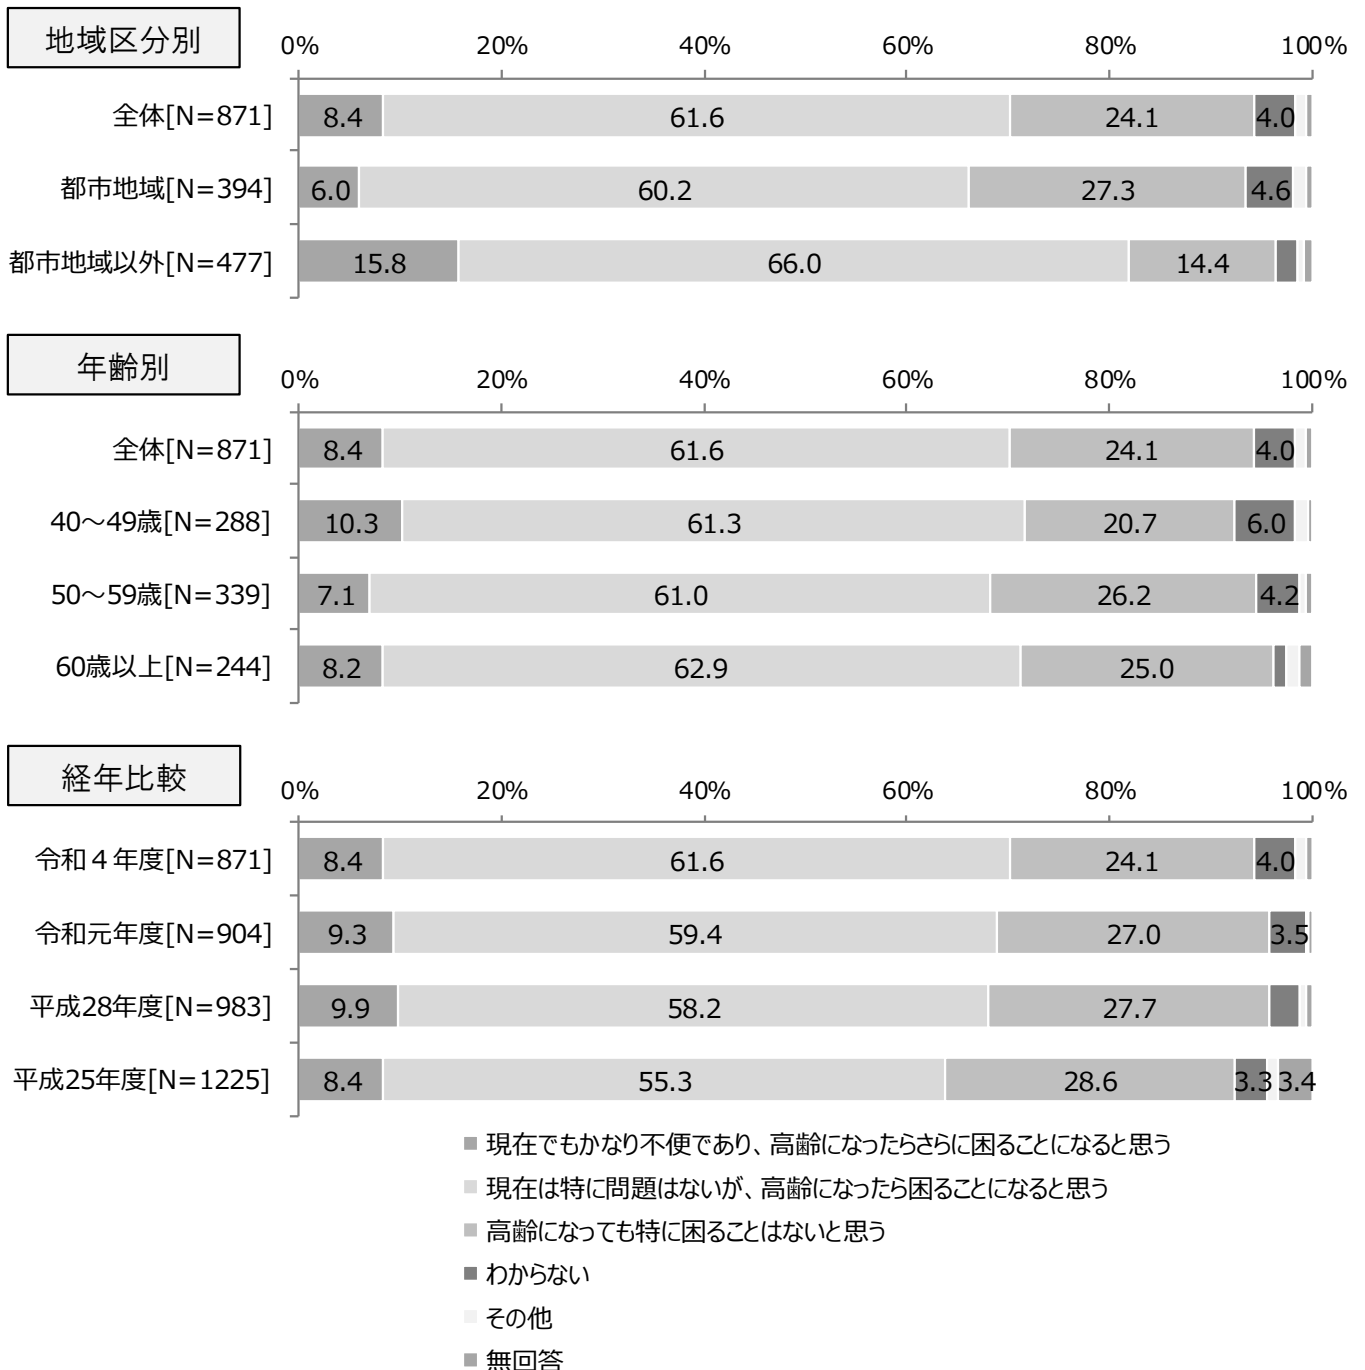 地域区分別
0% 20% 40% 60% 80% 100%
全体[N=871] 8.4 61.6 24.1 4.0
都市地域[N=394] 6.0 60.2 27.3 4.6
都市地域以外[N=477] 15.8 66.0 14.4
年齢別
0% 20% 40% 60% 80% 100%
全体[N=871] 8.4 61.6 24.1 4.0
40～49歳[N=288] 10.3 61.3 20.7 6.0
50～59歳[N=339] 7.1 61.0 26.2 4.2
60歳以上[N=244] 8.2 62.9 25.0
経年比較
0% 20% 40% 60% 80% 100%
令和４年度[N=871] 8.4 61.6 24.1 4.0
令和元年度[N=904] 9.3 59.4 27.0 3.5
平成28年度[N=983] 9.9 58.2 27.7
平成25年度[N=1225] 8.4 55.3 28.6 3.3 3.4
現在でもかなり不便であり、高齢になったらさらに困ることになると思う
現在は特に問題はないが、高齢になったら困ることになると思う
高齢になっても特に困ることはないと思う
わからない
その他
無回答